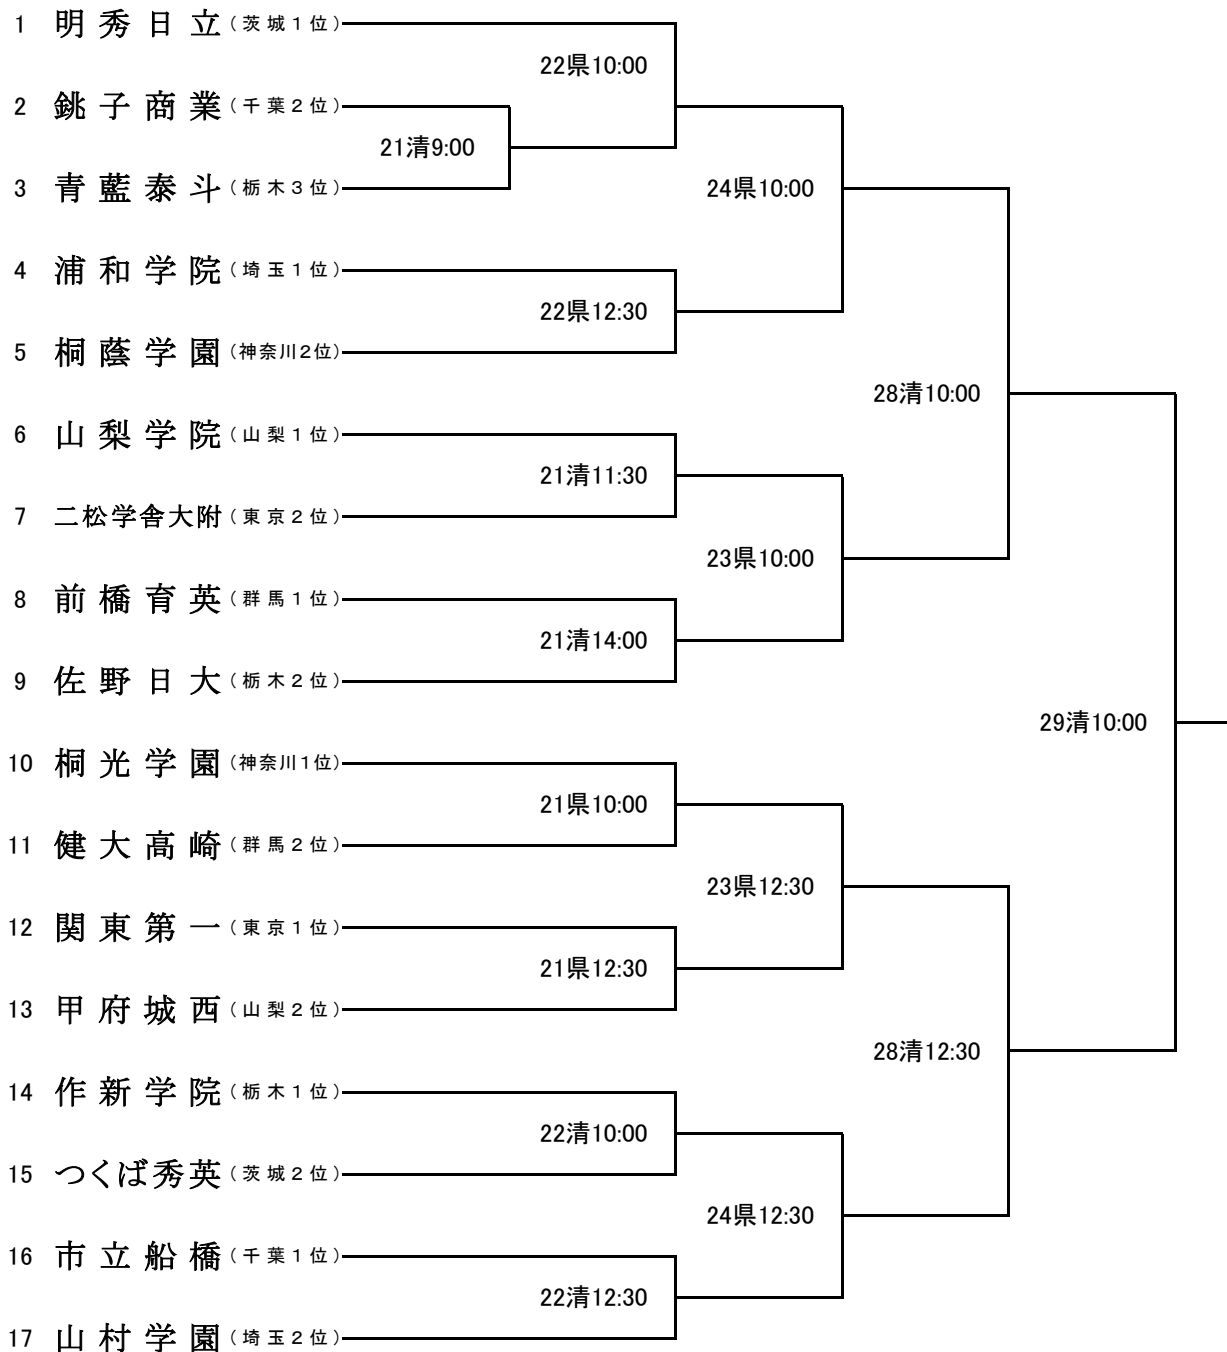 1 明秀日立（茨城１位）
22県10:00
2 銚子商業（千葉２位）
21清9:00
3 青藍泰斗（栃木３位）
24県10:00
4 浦和学院（埼玉１位）
22県12:30
5 桐蔭学園（神奈川２位）
28清10:00
6 山梨学院（山梨１位）
21清11:30
7 二松学舎大附（東京２位）
23県10:00
8 前橋育英（群馬１位）
21清14:00
9 佐野日大（栃木２位）
29清10:00
10 桐光学園（神奈川１位）
21県10:00
11 健大高崎（群馬２位）
23県12:30
12 関東第一（東京１位）
21県12:30
13 甲府城西（山梨２位）
28清12:30
14 作新学院（栃木１位）
22清10:00
15 つくば秀英（茨城２位）
24県12:30
16 市立船橋（千葉１位）
22清12:30
17 山村学園（埼玉２位）